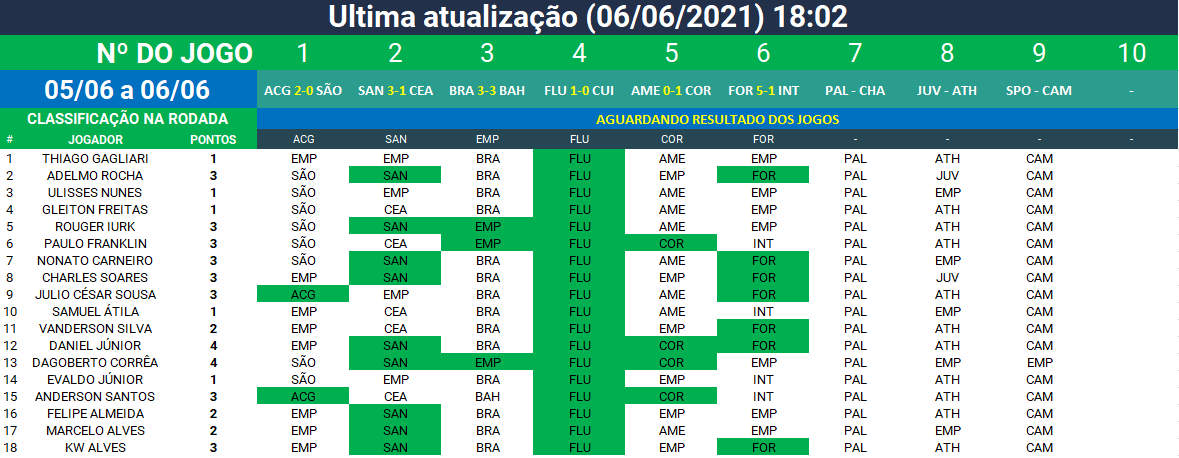 Ultima atualização (06/06/2021) 18:02
Nº DO JOGO 1 2 3 4 5 6 7 8 9 10
05/06 a 06/06 ACG 2-0 SÃO SAN 3-1 CEA BRA 3-3 BAH FLU 1-0 CUI AME 0-1 COR FOR 5-1 INT PAL - CHA JUV - ATH SPO - CAM -
CLASSIFICAÇÃO NA RODADA AGUARDANDO RESULTADO DOS JOGOS
# JOGADOR PONTOS ACG SAN EMP FLU COR FOR - - - -
1 THIAGO GAGLIARI 1 EMP EMP BRA FLU AME EMP PAL ATH CAM
2 ADELMO ROCHA 3 SÃO SAN BRA FLU EMP FOR PAL JUV CAM
3 ULISSES NUNES 1 SÃO EMP BRA FLU AME EMP PAL EMP CAM
4 GLEITON FREITAS 1 SÃO CEA BRA FLU AME EMP PAL ATH CAM
5 ROUGER IURK 3 SÃO SAN EMP FLU AME EMP PAL ATH CAM
6 PAULO FRANKLIN 3 SÃO CEA EMP FLU COR INT PAL ATH CAM
7 NONATO CARNEIRO 3 SÃO SAN BRA FLU AME FOR PAL EMP CAM
8 CHARLES SOARES 3 EMP SAN BRA FLU EMP FOR PAL JUV CAM
9 JULIO CÉSAR SOUSA 3 ACG EMP BRA FLU AME FOR PAL ATH CAM
10 SAMUEL ÁTILA 1 EMP CEA BRA FLU AME INT PAL EMP CAM
11 VANDERSON SILVA 2 EMP CEA BRA FLU EMP FOR PAL ATH CAM
12 DANIEL JÚNIOR 4 EMP SAN BRA FLU COR FOR PAL ATH CAM
13 DAGOBERTO CORRÊA 4 SÃO SAN EMP FLU COR EMP PAL EMP EMP
14 EVALDO JÚNIOR 1 SÃO EMP BRA FLU EMP INT PAL ATH CAM
15 ANDERSON SANTOS 3 ACG CEA BAH FLU COR INT PAL ATH CAM
16 FELIPE ALMEIDA 2 EMP SAN BRA FLU EMP EMP PAL ATH CAM
17 MARCELO ALVES 2 EMP SAN BRA FLU AME EMP PAL EMP CAM
18 KW ALVES 3 EMP SAN BRA FLU EMP FOR PAL ATH CAM